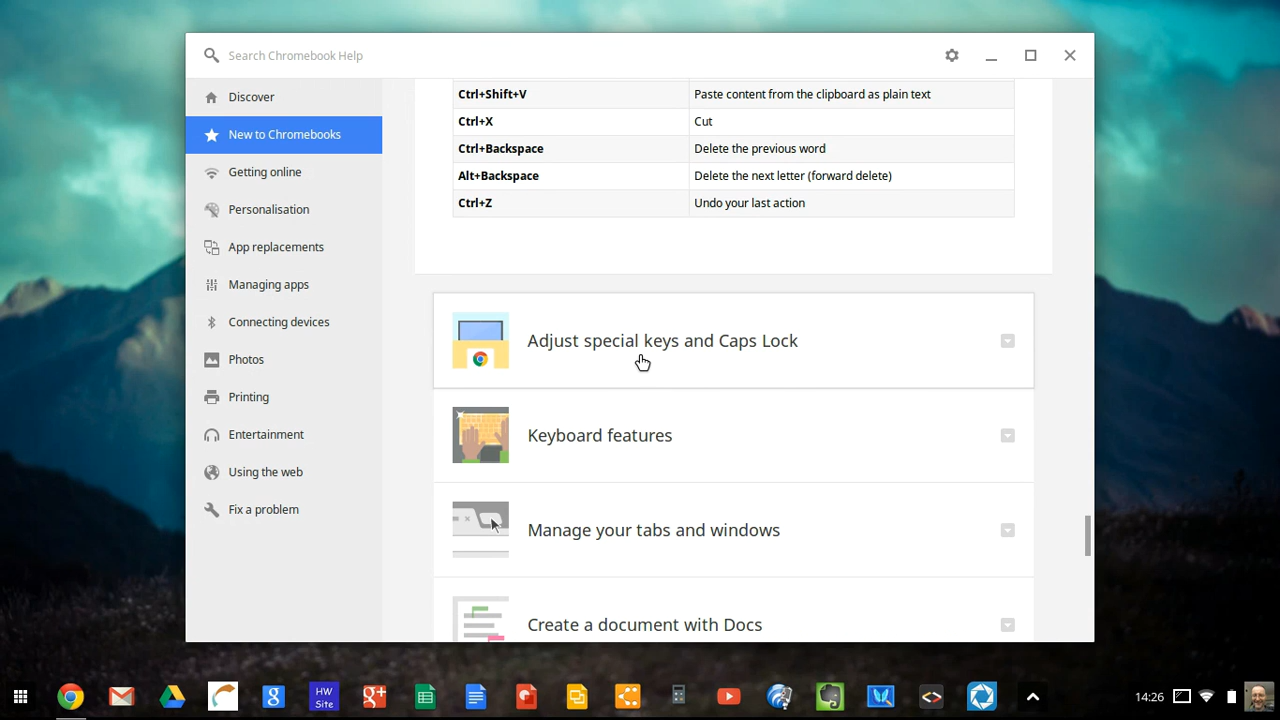 Search Chromebook Help
Discover
New to Chromebooks
Getting online
Personalisation
App replacements
Managing apps
Connecting devices
Photos
Printing
Entertainment
Using the web
Fix a problem
Ctrl+Shift+V Paste content from the clipboard as plain text
Ctrl+X Cut
Ctrl+Backspace Delete the previous word
Alt+Backspace Delete the next letter (forward delete)
Ctrl+Z Undo your last action
Adjust special keys and Caps Lock
Keyboard features
Manage your tabs and windows
Create a document with Docs
HW
Site
14:26